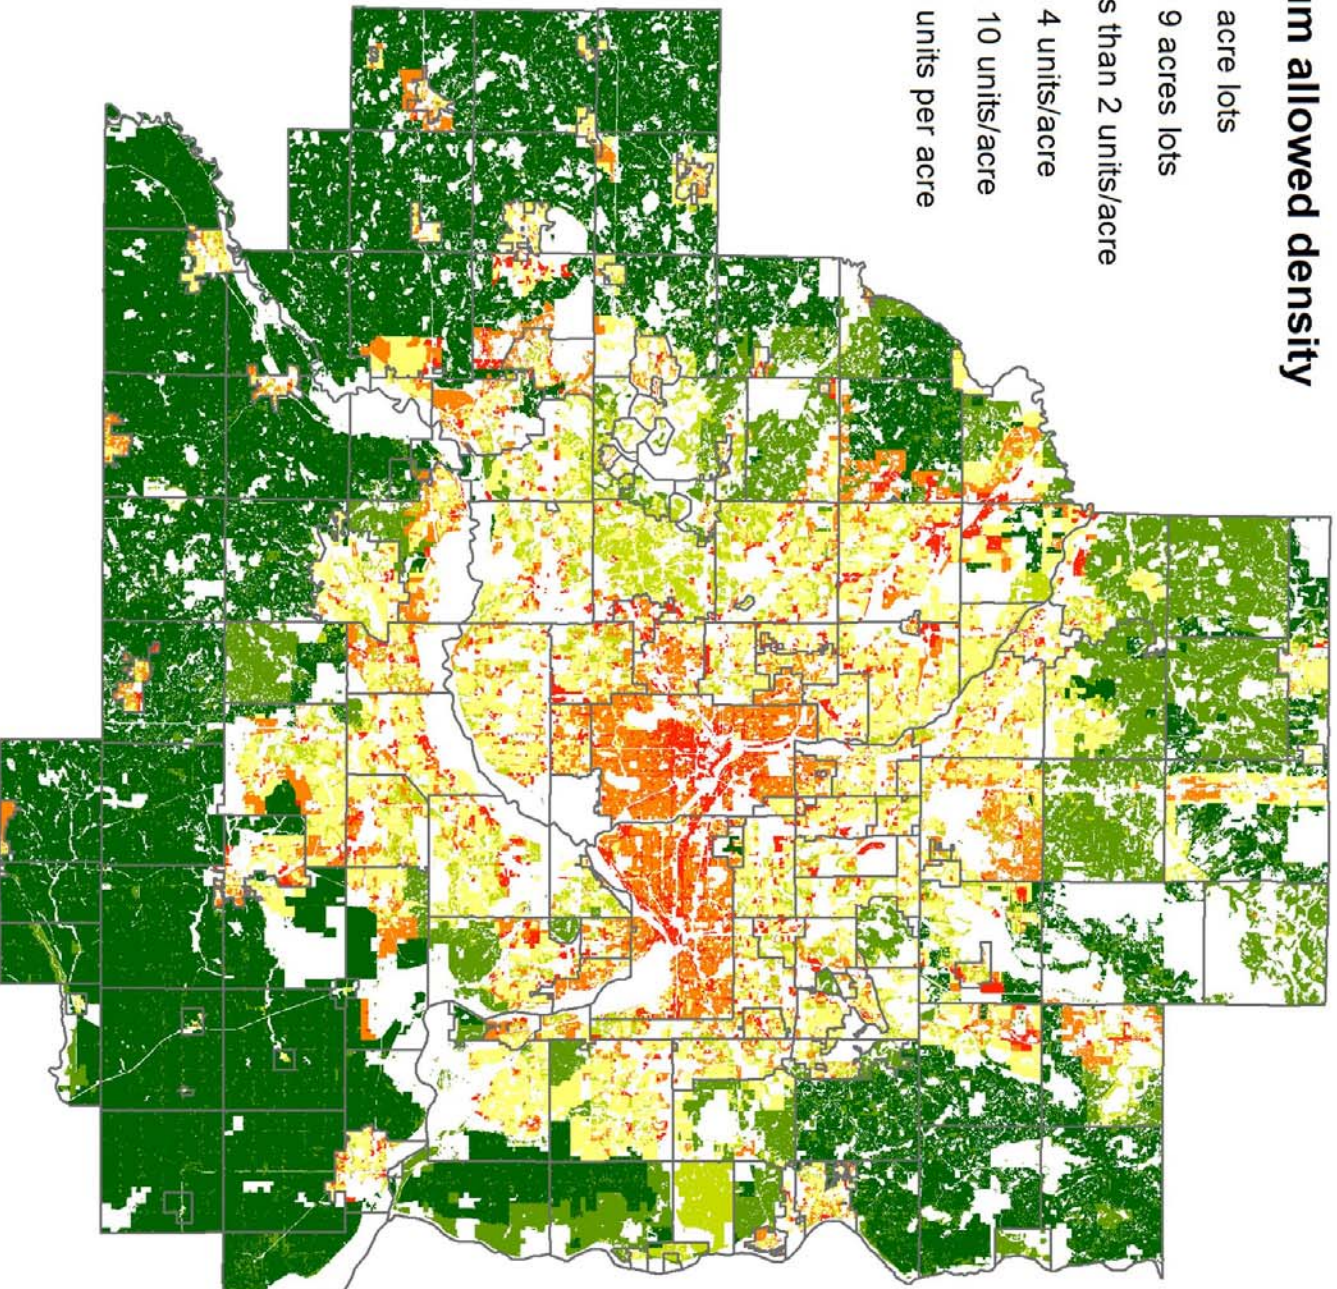 um allowed density
acre lots
9 acres lots
s than 2 units/acre
4 units/acre
10 units/acre
units per acre